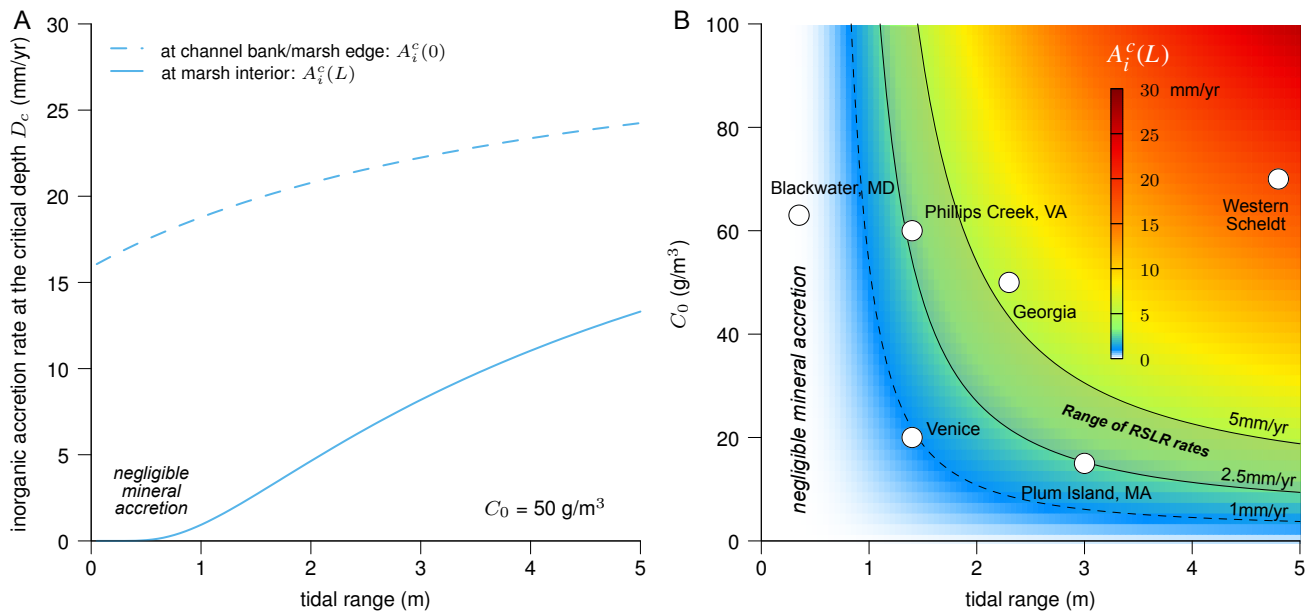 A
inorganic accretion rate at the critical depth D_c (mm/yr)
30
25
20
15
10
5
0
at channel bank/marsh edge: A_i^c(0)
at marsh interior: A_i^c(L)
negligible
mineral
accretion
C_0 = 50 g/m³
0 1 2 3 4 5
tidal range (m)
B
C_0 (g/m³)
100
80
60
40
20
0
A_i^c(L)
30 mm/yr
25
20
15
10
5
0
Blackwater, MD
Phillips Creek, VA
Western
Scheldt
Georgia
negligible mineral accretion
Venice
Range of RSLR rates
5mm/yr
2.5mm/yr
Plum Island, MA
1mm/yr
0 1 2 3 4 5
tidal range (m)